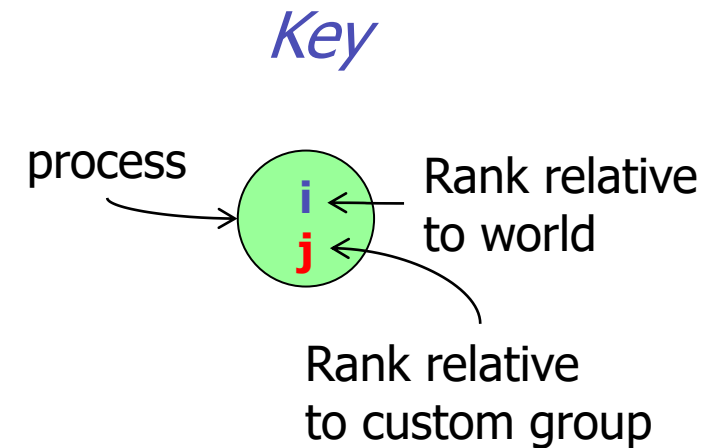 Key
process
i
j
Rank relative
to world
Rank relative
to custom group